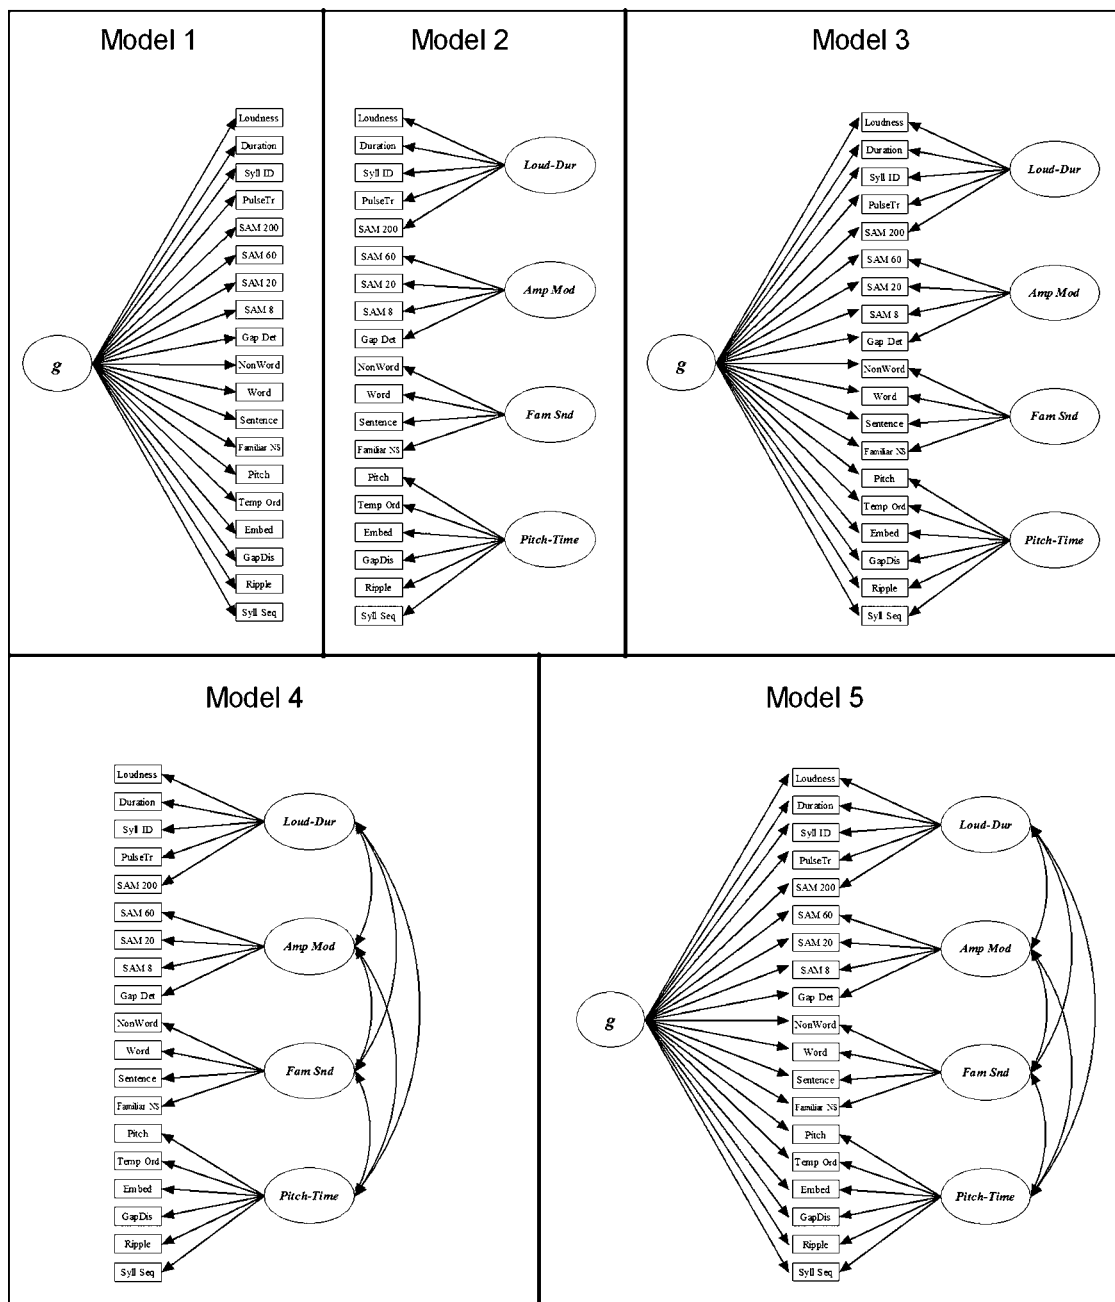 Model 1
Loudness
Duration
Syll ID
PulseTr
SAM 200
SAM 60
SAM 20
SAM 8
Gap Det
NonWord
Word
Sentence
Familiar NS
Pitch
Temp Ord
Embed
GapDis
Ripple
Syll Seq
g
Model 2
Loudness
Duration
Syll ID
PulseTr
SAM 200
SAM 60
SAM 20
SAM 8
Gap Det
NonWord
Word
Sentence
Familiar NS
Pitch
Temp Ord
Embed
GapDis
Ripple
Syll Seq
Loud-Dur
Amp Mod
Fam Snd
Pitch-Time
Model 3
g
Loudness
Duration
Syll ID
PulseTr
SAM 200
SAM 60
SAM 20
SAM 8
Gap Det
NonWord
Word
Sentence
Familiar NS
Pitch
Temp Ord
Embed
GapDis
Ripple
Syll Seq
Loud-Dur
Amp Mod
Fam Snd
Pitch-Time
Model 4
Loudness
Duration
Syll ID
PulseTr
SAM 200
SAM 60
SAM 20
SAM 8
Gap Det
NonWord
Word
Sentence
Familiar NS
Pitch
Temp Ord
Embed
GapDis
Ripple
Syll Seq
Loud-Dur
Amp Mod
Fam Snd
Pitch-Time
Model 5
g
Loudness
Duration
Syll ID
PulseTr
SAM 200
SAM 60
SAM 20
SAM 8
Gap Det
NonWord
Word
Sentence
Familiar NS
Pitch
Temp Ord
Embed
GapDis
Ripple
Syll Seq
Loud-Dur
Amp Mod
Fam Snd
Pitch-Time